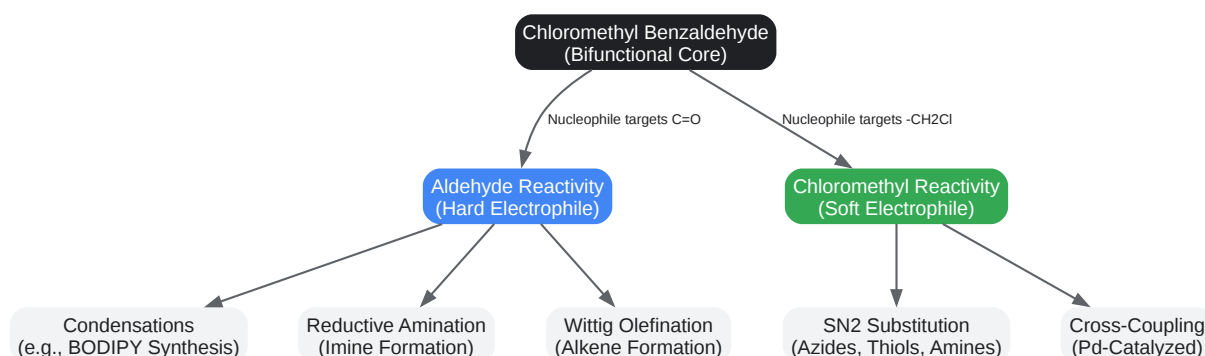 Chloromethyl Benzaldehyde
(Bifunctional Core)
Nucleophile targets C=O
Nucleophile targets -CH2Cl
Aldehyde Reactivity
(Hard Electrophile)
Chloromethyl Reactivity
(Soft Electrophile)
Condensations
(e.g., BODIPY Synthesis)
Reductive Amination
(Imine Formation)
Wittig Olefination
(Alkene Formation)
SN2 Substitution
(Azides, Thiols, Amines)
Cross-Coupling
(Pd-Catalyzed)